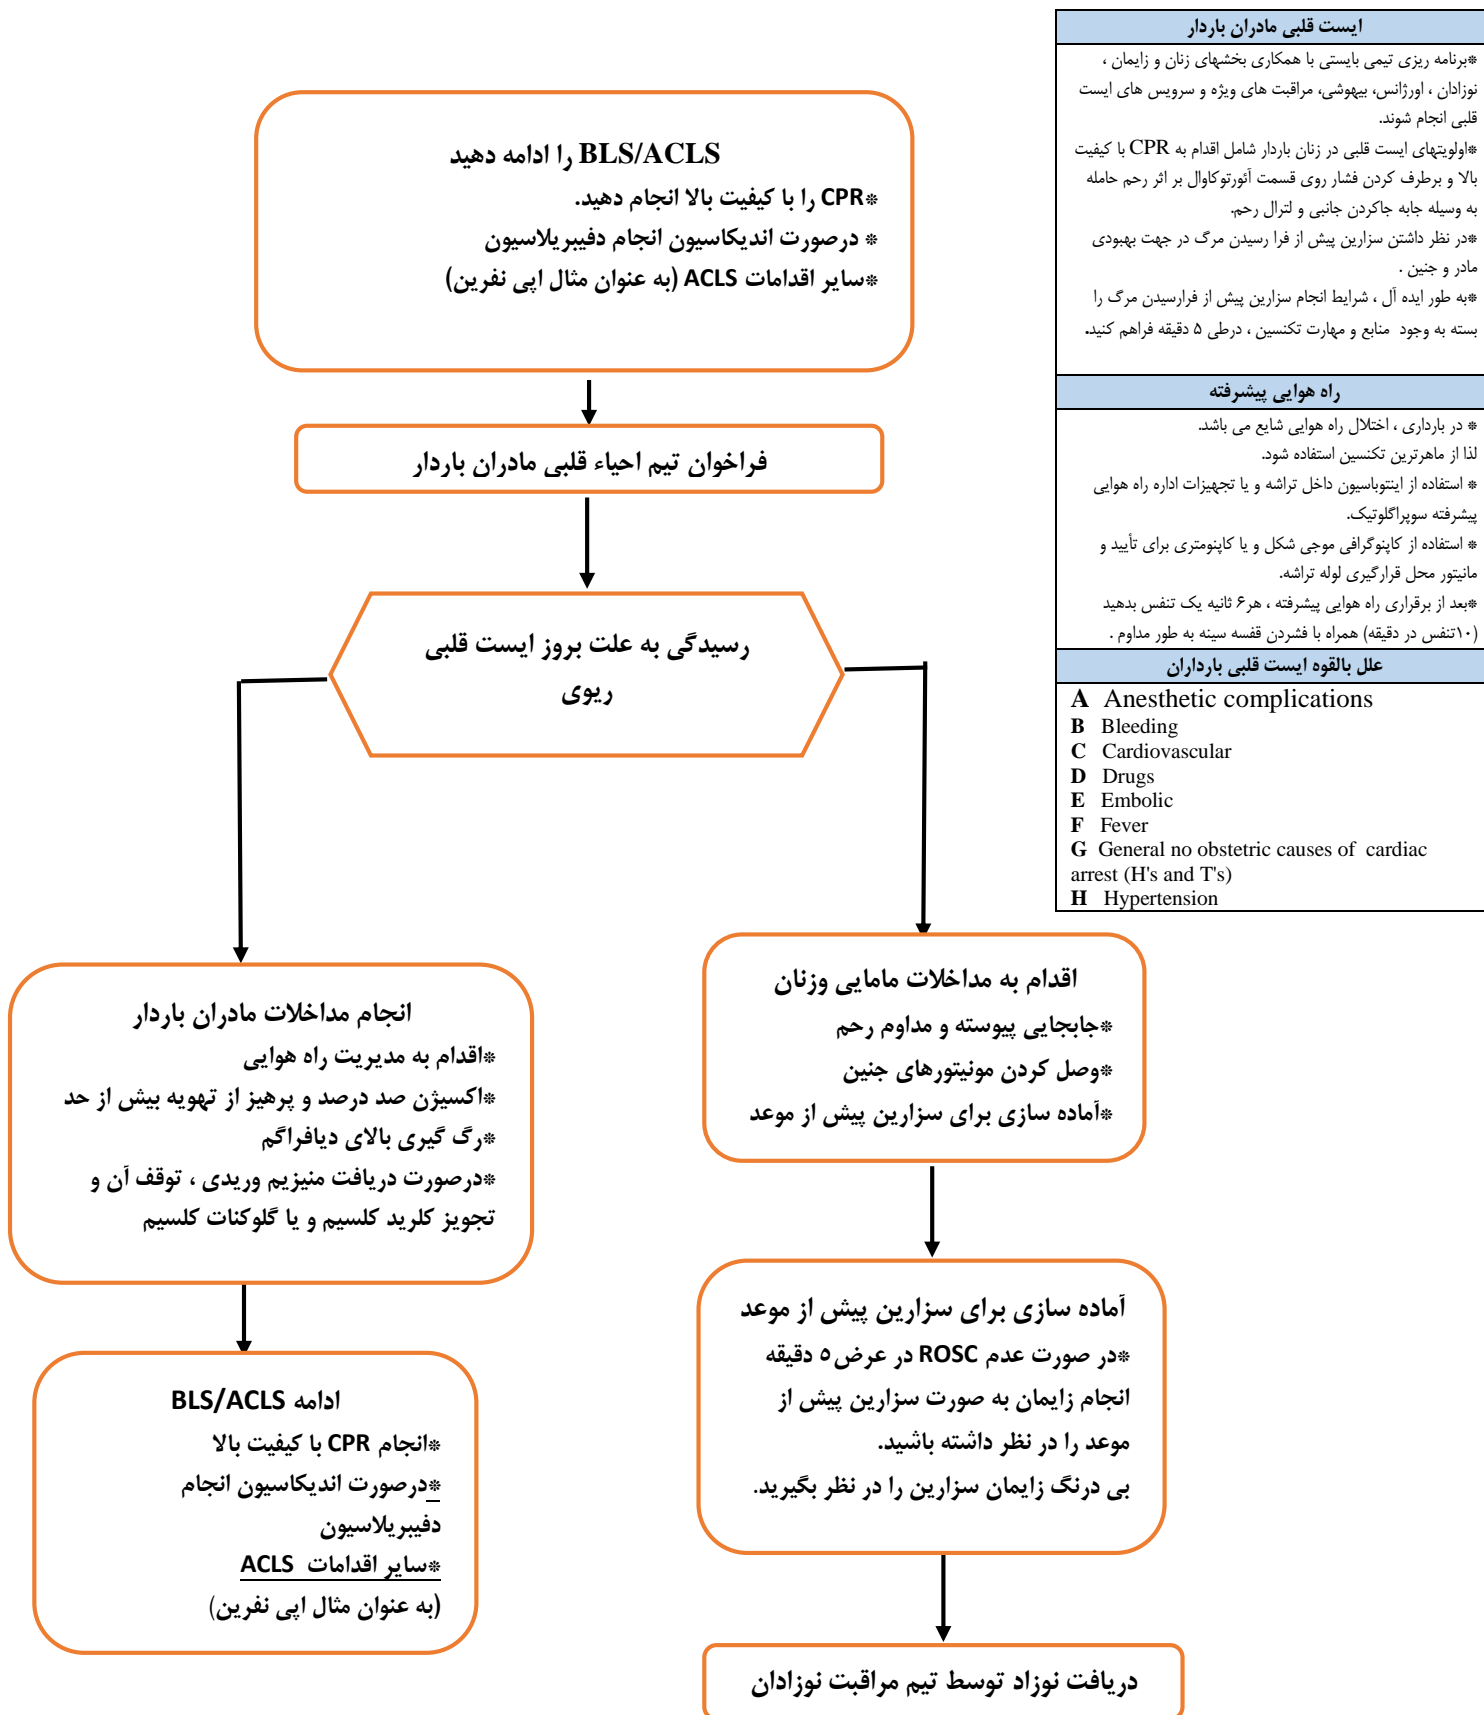 BLS/ACLS را ادامه دهید
*CPR را با کیفیت بالا انجام دهید.
* درصورت اندیکاسیون انجام دفیبریلاسیون
*سایر اقدامات ACLS (به عنوان مثال اپی نفرین)
فراخوان تیم احیاء قلبی مادران باردار
رسیدگی به علت بروز ایست قلبی
ریوی
انجام مداخلات مادران باردار
*اقدام به مدیریت راه هوایی
*اکسیژن صد درصد و پرهیز از تهویه بیش از حد
*رگ گیری بالای دیافراگم
*درصورت دریافت منیزیم وریدی ، توقف آن و
تجویز کلرید کلسیم و یا گلوکنات کلسیم
ادامه BLS/ACLS
*انجام CPR با کیفیت بالا
*درصورت اندیکاسیون انجام
دفیبریلاسیون
*سایر اقدامات ACLS
(به عنوان مثال اپی نفرین)
اقدام به مداخلات مامایی وزنان
*جابجایی پیوسته و مداوم رحم
*وصل کردن مونیتورهای جنین
*آماده سازی برای سزارین پیش از موعد
آماده سازی برای سزارین پیش از موعد
*در صورت عدم ROSC در عرض ۵ دقیقه
انجام زایمان به صورت سزارین پیش از
موعد را در نظر داشته باشید.
بی درنگ زایمان سزارین را در نظر بگیرید.
دریافت نوزاد توسط تیم مراقبت نوزادان
ایست قلبی مادران باردار
*برنامه ریزی تیمی بایستی با همکاری بخشهای زنان و زایمان ،
نوزادان ، اورژانس، بیهوشی، مراقبت های ویژه و سرویس های ایست
قلبی انجام شوند.
*اولویتهای ایست قلبی در زنان باردار شامل اقدام به CPR با کیفیت
بالا و برطرف کردن فشار روی قسمت آئورتوکاوال بر اثر رحم حامله
به وسیله جابه جاکردن جانبی و لترال رحم.
*در نظر داشتن سزارین پیش از فرا رسیدن مرگ در جهت بهبودی
مادر و جنین .
*به طور ایده آل ، شرایط انجام سزارین پیش از فرارسیدن مرگ را
بسته به وجود منابع و مهارت تکنسین ، درطی ۵ دقیقه فراهم کنید.
راه هوایی پیشرفته
* در بارداری ، اختلال راه هوایی شایع می باشد.
لذا از ماهرترین تکنسین استفاده شود.
* استفاده از اینتوباسیون داخل تراشه و یا تجهیزات اداره راه هوایی
پیشرفته سوپراگلوتیک.
* استفاده از کاپنوگرافی موجی شکل و یا کاپنومتری برای تأیید و
مانیتور محل قرارگیری لوله تراشه.
*بعد از برقراری راه هوایی پیشرفته ، هر۶ ثانیه یک تنفس بدهید
(۱۰تنفس در دقیقه) همراه با فشردن قفسه سینه به طور مداوم .
علل بالقوه ایست قلبی بارداران
A Anesthetic complications
B Bleeding
C Cardiovascular
D Drugs
E Embolic
F Fever
G General no obstetric causes of cardiac
arrest (H's and T's)
H Hypertension